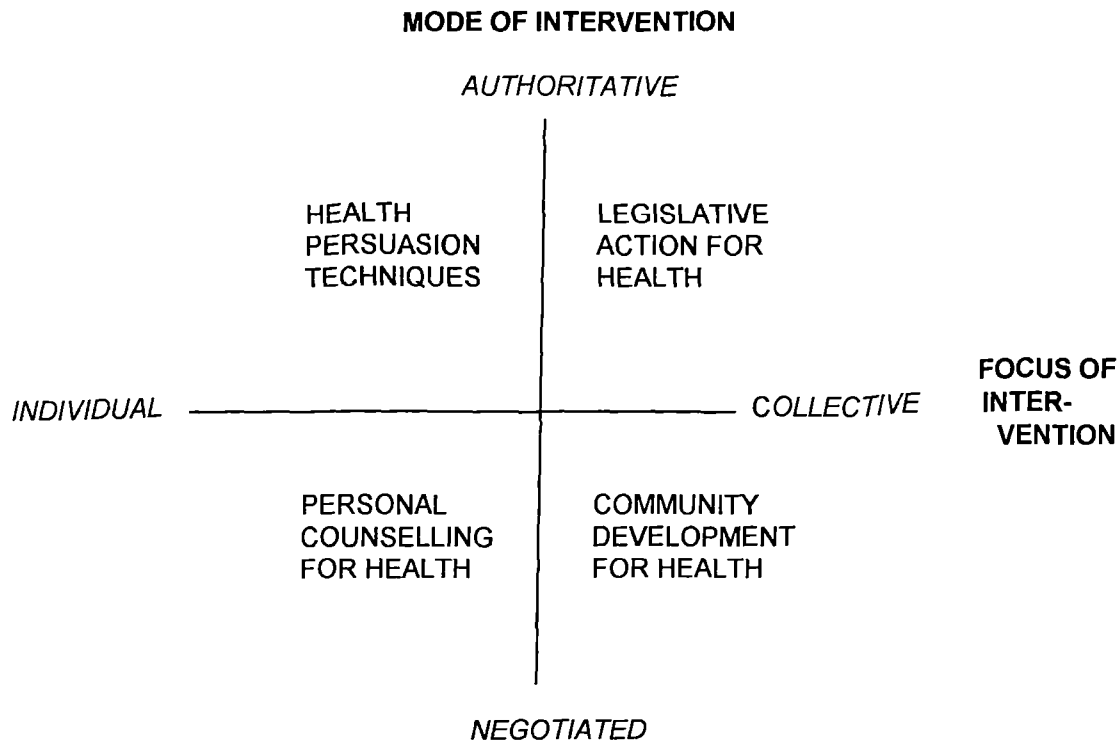 MODE OF INTERVENTION
AUTHORITATIVE
HEALTH
PERSUASION
TECHNIQUES
LEGISLATIVE
ACTION FOR
HEALTH
INDIVIDUAL
COLLECTIVE
FOCUS OF
INTER-
VENTION
PERSONAL
COUNSELLING
FOR HEALTH
COMMUNITY
DEVELOPMENT
FOR HEALTH
NEGOTIATED